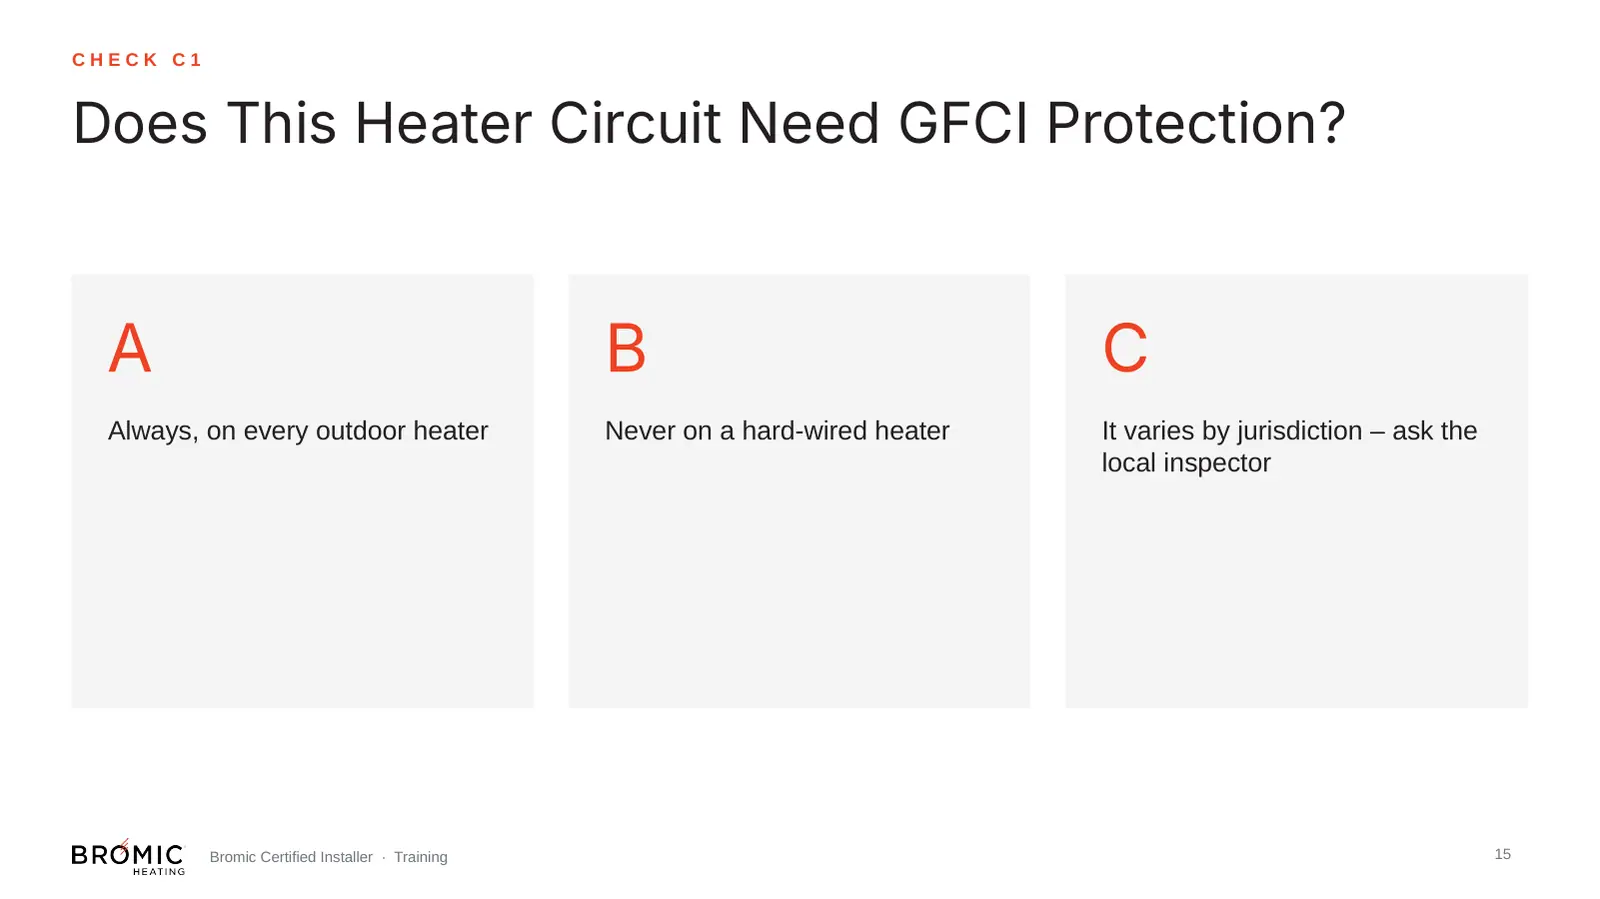 CHECK C1
Does This Heater Circuit Need GFCI Protection?
A
Always, on every outdoor heater
B
Never on a hard-wired heater
C
It varies by jurisdiction – ask the
local inspector
BROMIC
HEATING
Bromic Certified Installer · Training
15